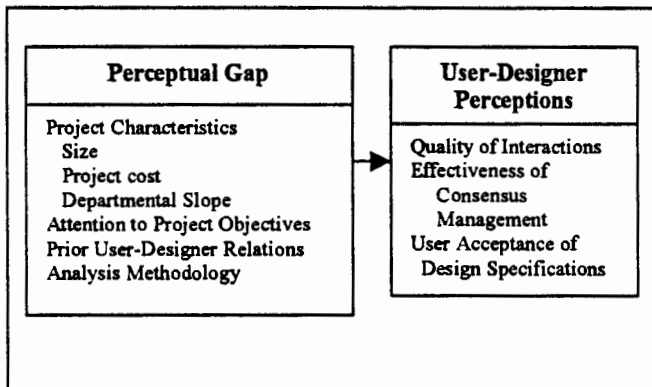 Perceptual Gap
Project Characteristics
Size
Project cost
Departmental Slope
Attention to Project Objectives
Prior User-Designer Relations
Analysis Methodology
User-Designer
Perceptions
Quality of Interactions
Effectiveness of
Consensus
Management
User Acceptance of
Design Specifications